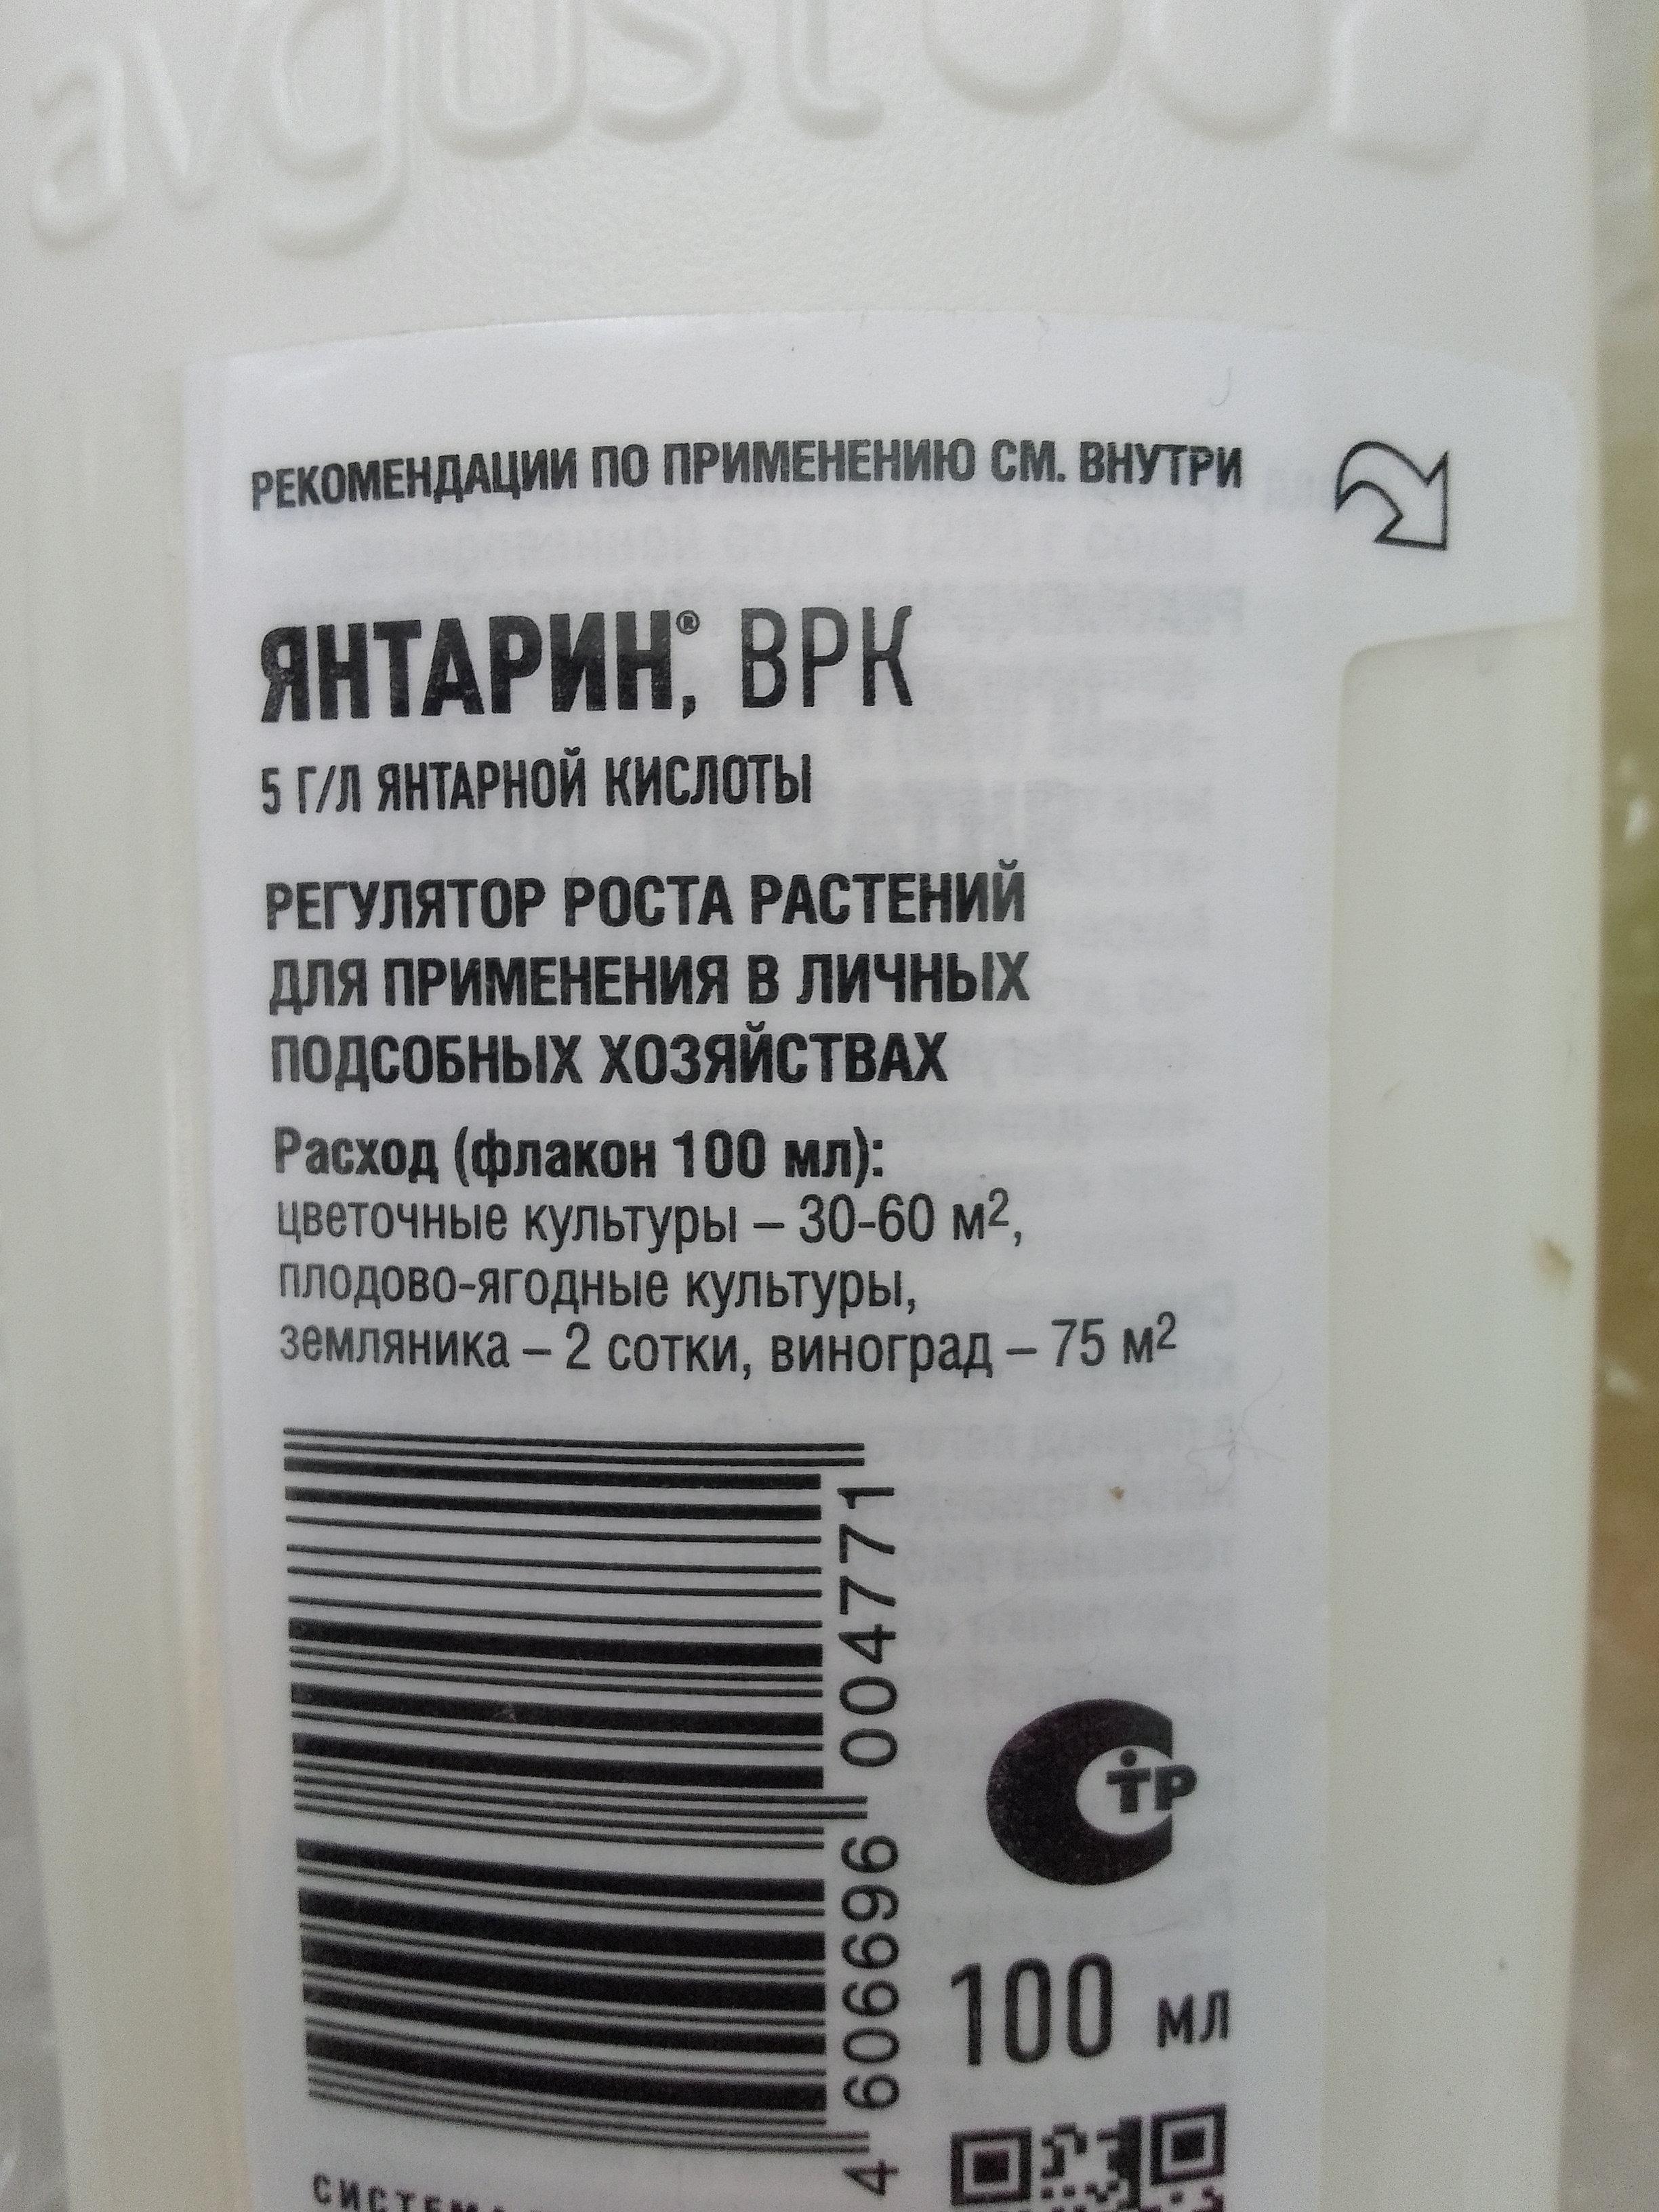 avgust
РЕКОМЕНДАЦИИ ПО ПРИМЕНЕНИЮ СМ. ВНУТРИ
ЯНТАРИН®, ВРК
5 Г/Л ЯНТАРНОЙ КИСЛОТЫ
РЕГУЛЯТОР РОСТА РАСТЕНИЙ
ДЛЯ ПРИМЕНЕНИЯ В ЛИЧНЫХ
ПОДСОБНЫХ ХОЗЯЙСТВАХ
Расход (флакон 100 мл):
цветочные культуры – 30-60 м²,
плодово-ягодные культуры,
земляника – 2 сотки, виноград – 75 м²
4 606696 004771
СТР
100 мл
СИСТЕМА